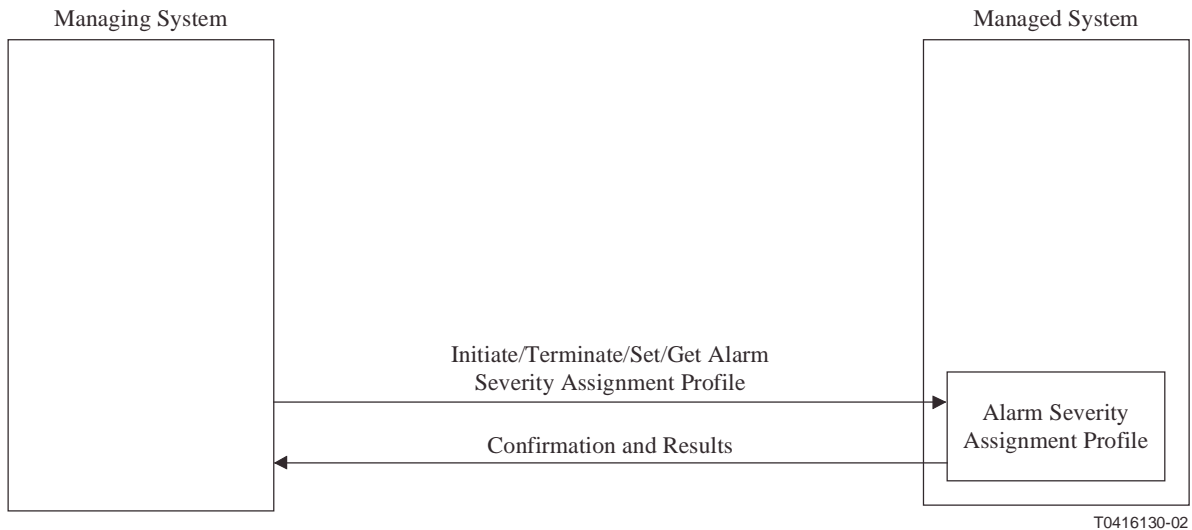 Managing System
Managed System
Initiate/Terminate/Set/Get Alarm
Severity Assignment Profile
Alarm Severity
Assignment Profile
Confirmation and Results
T0416130-02